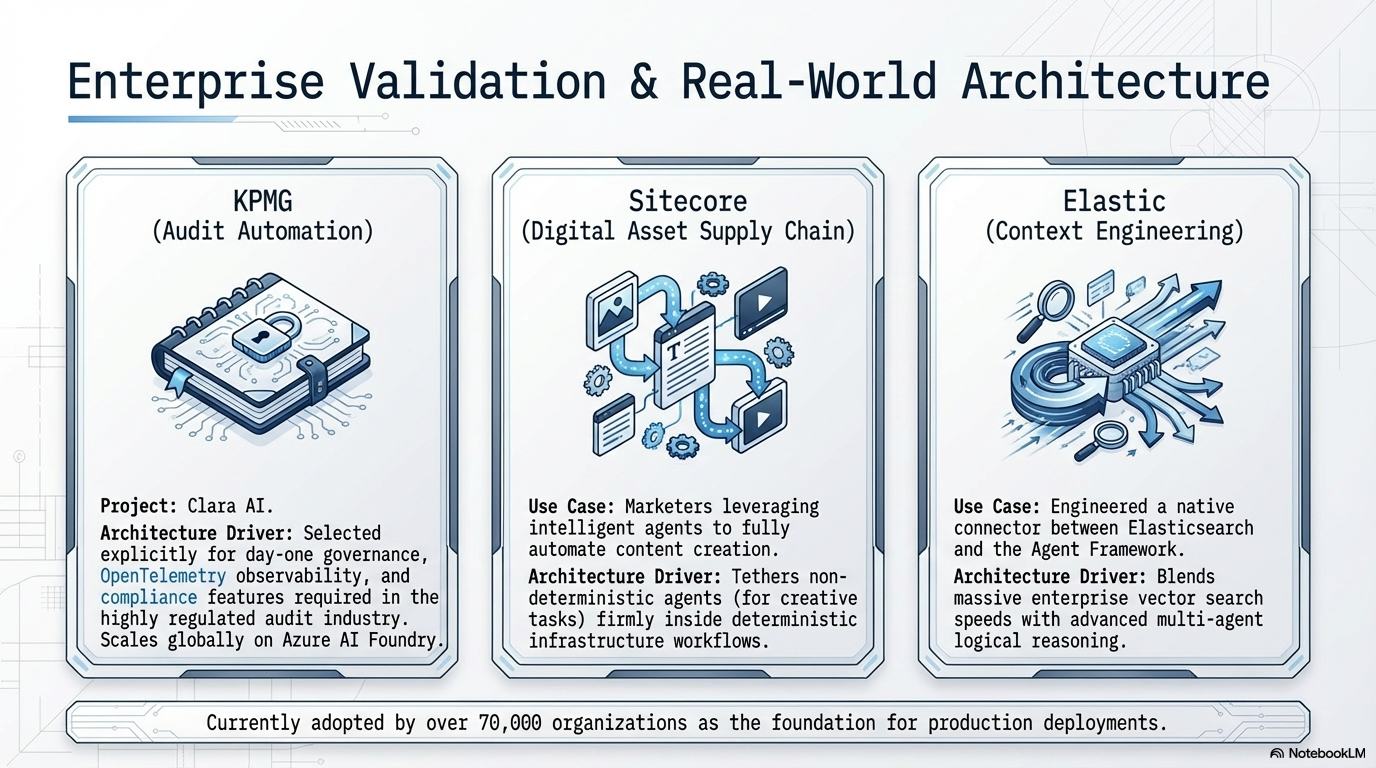 Enterprise Validation & Real-World Architecture
KPMG
(Audit Automation)
Project: Clara AI.
Architecture Driver: Selected
explicitly for day-one governance,
OpenTelemetry observability, and
compliance features required in the
highly regulated audit industry.
Scales globally on Azure AI Foundry.
Sitecore
(Digital Asset Supply Chain)
T
Use Case: Marketers leveraging
intelligent agents to fully
automate content creation.
Architecture Driver: Tethers non-
deterministic agents (for creative
tasks) firmly inside deterministic
infrastructure workflows.
Elastic
(Context Engineering)
Use Case: Engineered a native
connector between Elasticsearch
and the Agent Framework.
Architecture Driver: Blends
massive enterprise vector search
speeds with advanced multi-agent
logical reasoning.
Currently adopted by over 70,000 organizations as the foundation for production deployments.
NotebookLM